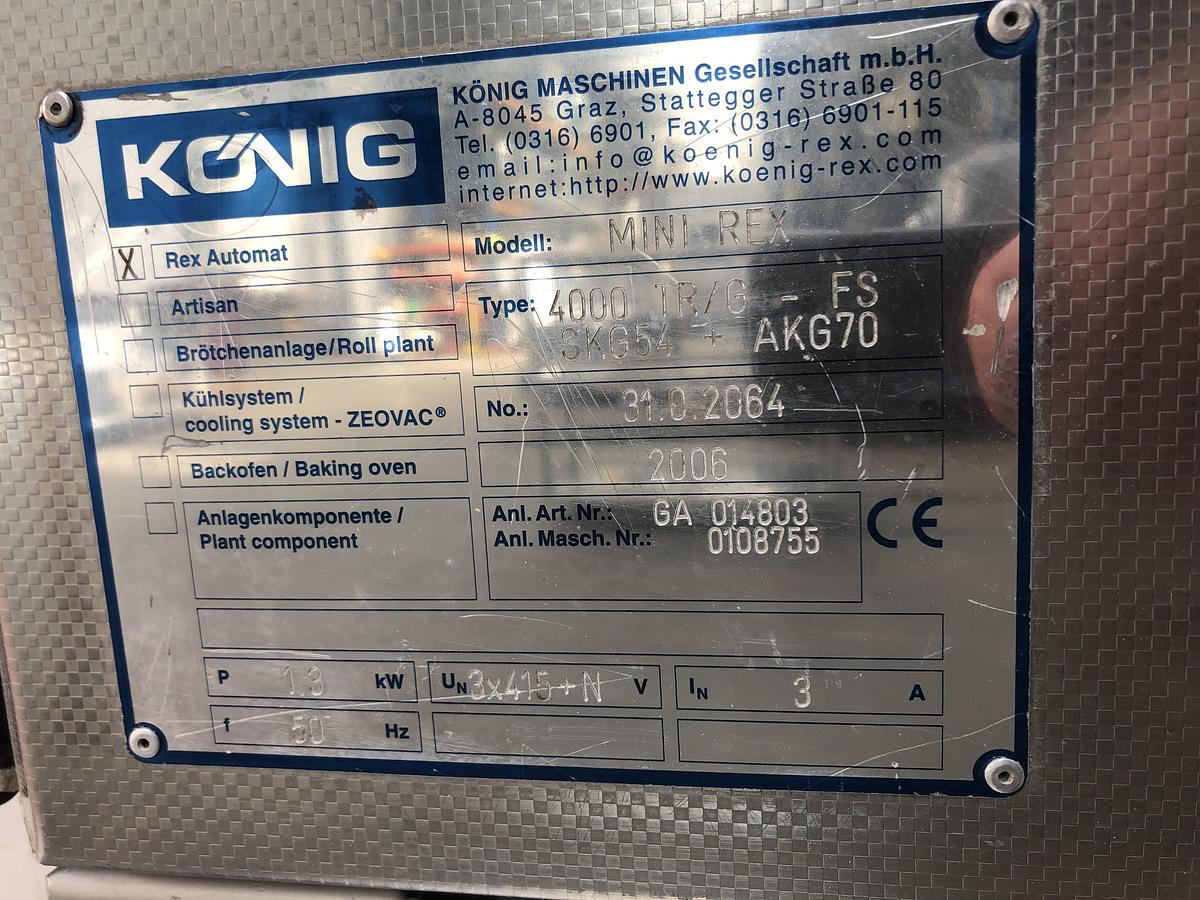 KÖNIG
KÖNIG MASCHINEN Gesellschaft m.b.H.
A-8045 Graz, Stattegger Straße 80
Tel. (0316) 6901, Fax: (0316) 6901-115
email:info@koenig-rex.com
internet:http://www.koenig-rex.com
X Rex Automat
Artisan
Brötchenanlage/Roll plant
Kühlsystem /
cooling system - ZEOVAC®
Backofen / Baking oven
Anlagenkomponente /
Plant component
Modell: MINI REX
Type: 4000 TR/G - FS
SKG54 + AKG70
No.: 31.0.2064
2006
Anl. Art. Nr.: GA 014803
Anl. Masch. Nr.: 0108755
CE
P 1.3 kW UN 3x415+N V IN 3 A
f 50 Hz